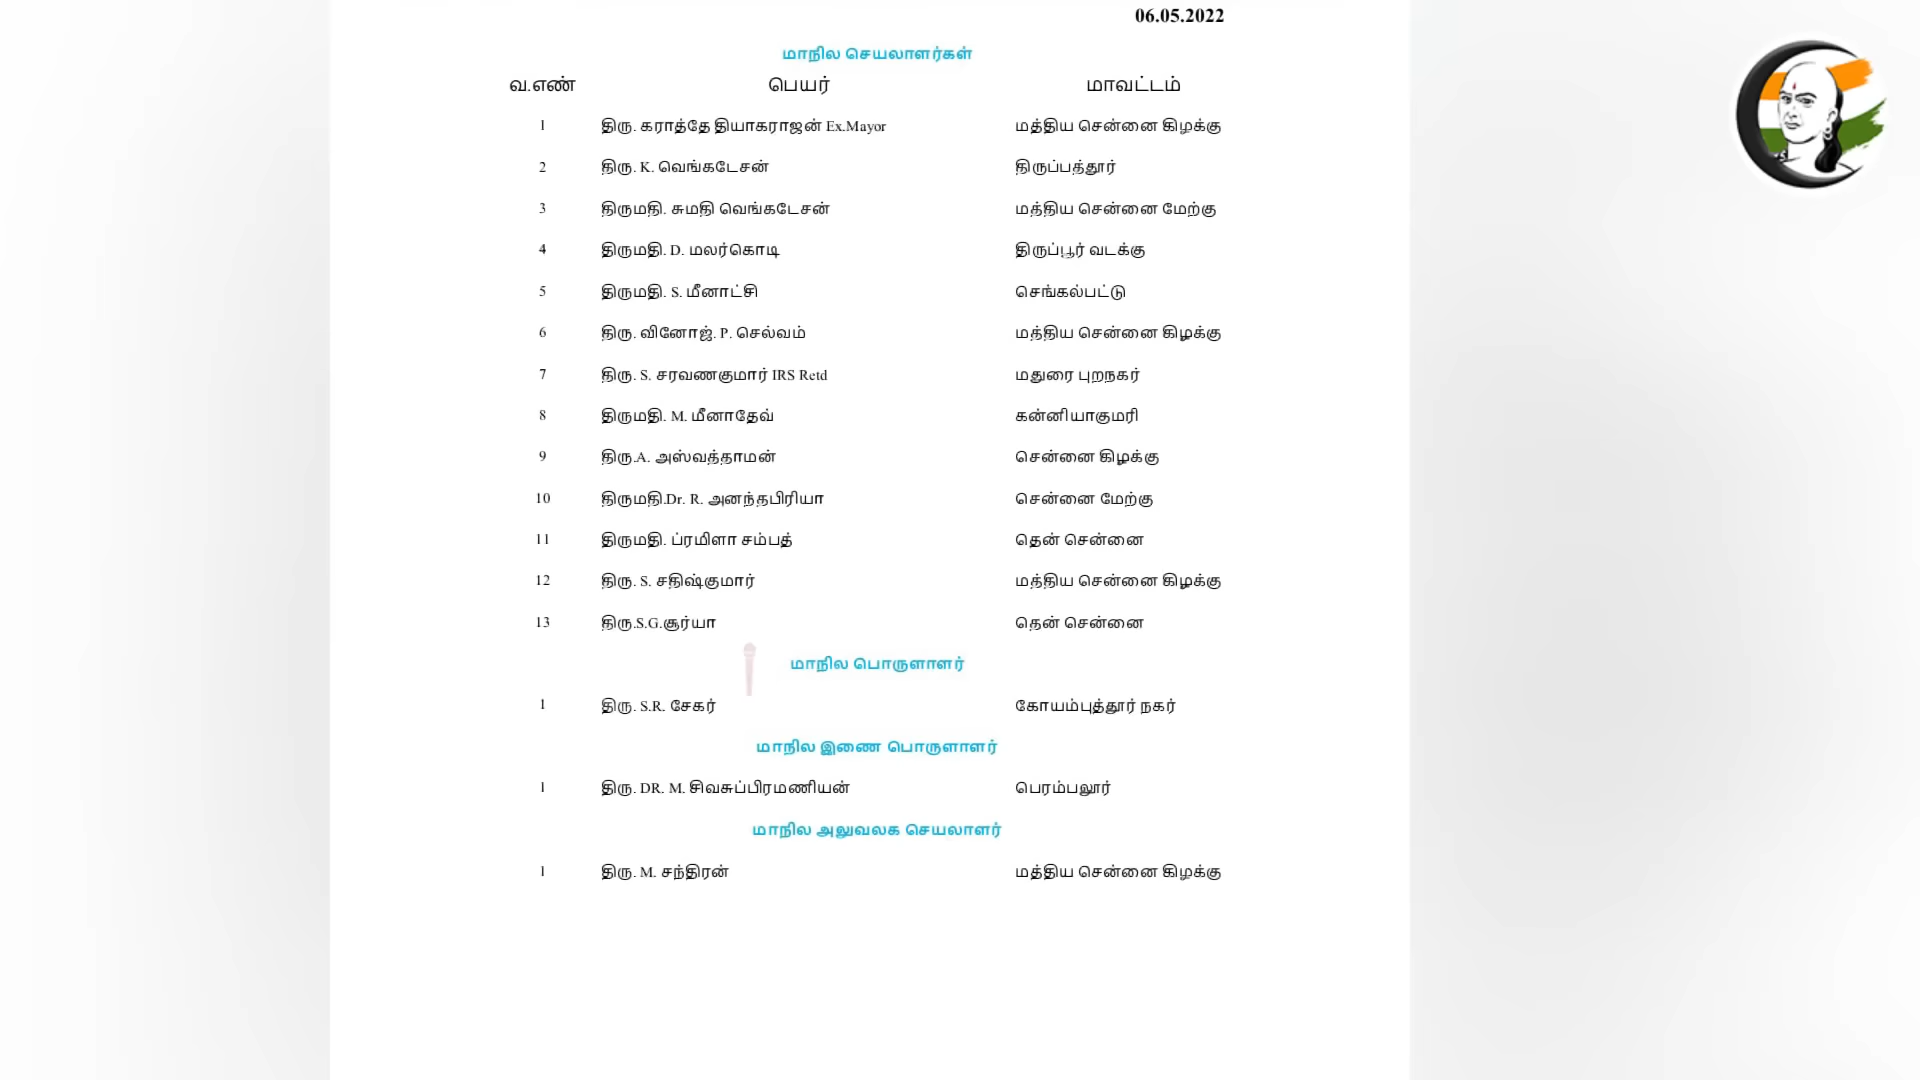 06.05.2022
மாநில செயலாளர்கள்
வ.எண் பெயர் மாவட்டம்
1 திரு. கராத்தே தியாகராஜன் Ex.Mayor மத்திய சென்னை கிழக்கு
2 திரு. K. வெங்கடேசன் திருப்பத்தூர்
3 திருமதி. சுமதி வெங்கடேசன் மத்திய சென்னை மேற்கு
4 திருமதி. D. மலர்கொடி திருப்பூர் வடக்கு
5 திருமதி. S. மீனாட்சி செங்கல்பட்டு
6 திரு. வினோஜ். P. செல்வம் மத்திய சென்னை கிழக்கு
7 திரு. S. சரவணகுமார் IRS Retd மதுரை புறநகர்
8 திருமதி. M. மீனாதேவ் கன்னியாகுமரி
9 திரு.A. அஸ்வத்தாமன் சென்னை கிழக்கு
10 திருமதி.Dr. R. அனந்தபிரியா சென்னை மேற்கு
11 திருமதி. ப்ரமிளா சம்பத் தென் சென்னை
12 திரு. S. சதிஷ்குமார் மத்திய சென்னை கிழக்கு
13 திரு.S.G.சூர்யா தென் சென்னை
மாநில பொருளாளர்
1 திரு. S.R. சேகர் கோயம்புத்தூர் நகர்
மாநில இணை பொருளாளர்
1 திரு. DR. M. சிவசுப்பிரமணியன் பெரம்பலூர்
மாநில அலுவலக செயலாளர்
1 திரு. M. சந்திரன் மத்திய சென்னை கிழக்கு